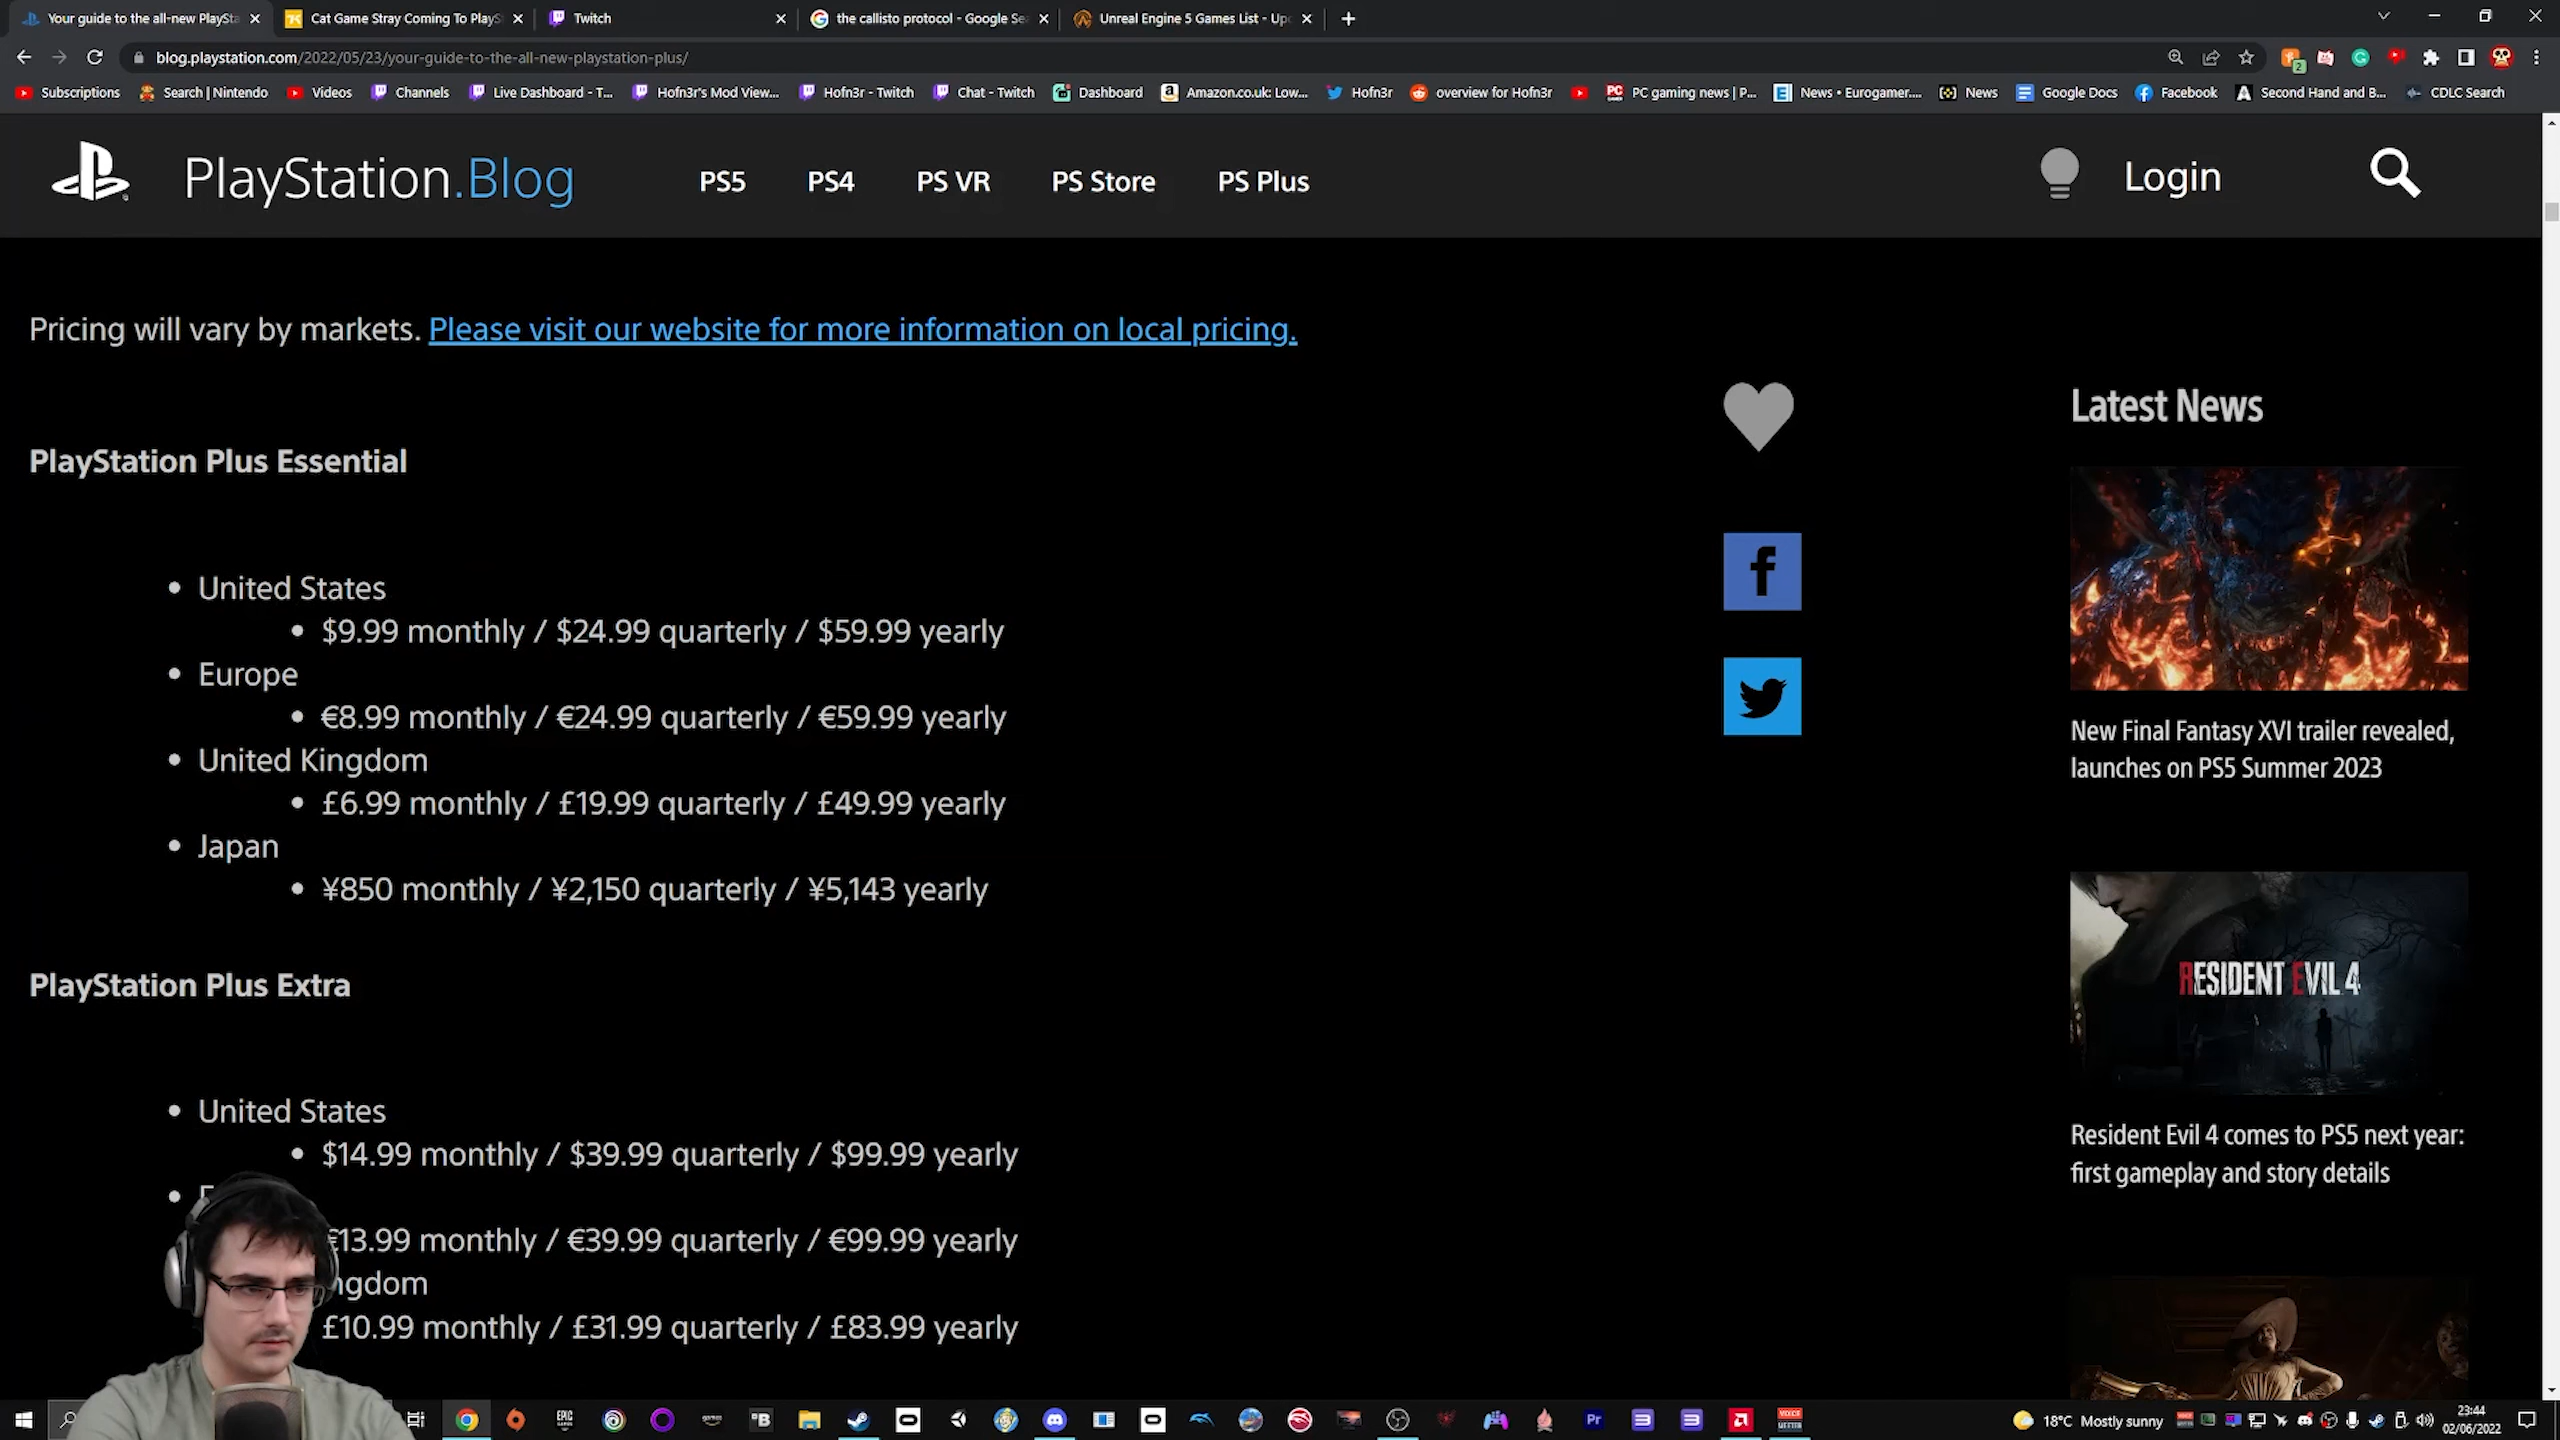 Your guide to the all-new PlaySta
Cat Game Stray Coming To PlayS
Twitch
the callisto protocol - Google Se
Unreal Engine 5 Games List - Up
blog.playstation.com/2022/05/23/your-guide-to-the-all-new-playstation-plus/
2
Subscriptions
Search | Nintendo
Videos
Channels
Live Dashboard - T...
Hofn3r's Mod View...
Hofn3r - Twitch
Chat - Twitch
Dashboard
Amazon.co.uk: Low...
Hofn3r
overview for Hofn3r
PC gaming news | P...
News • Eurogamer....
News
Google Docs
Facebook
Second Hand and B...
CDLC Search
PlayStation.Blog
PS5
PS4
PS VR
PS Store
PS Plus
Login
Pricing will vary by markets. Please visit our website for more information on local pricing.
PlayStation Plus Essential
• United States
• $9.99 monthly / $24.99 quarterly / $59.99 yearly
• Europe
• €8.99 monthly / €24.99 quarterly / €59.99 yearly
• United Kingdom
• £6.99 monthly / £19.99 quarterly / £49.99 yearly
• Japan
• ¥850 monthly / ¥2,150 quarterly / ¥5,143 yearly
PlayStation Plus Extra
• United States
• $14.99 monthly / $39.99 quarterly / $99.99 yearly
€13.99 monthly / €39.99 quarterly / €99.99 yearly
ngdom
£10.99 monthly / £31.99 quarterly / £83.99 yearly
Latest News
New Final Fantasy XVI trailer revealed,
launches on PS5 Summer 2023
RESIDENT EVIL 4
Resident Evil 4 comes to PS5 next year:
first gameplay and story details
18°C Mostly sunny
23:44
02/06/2022